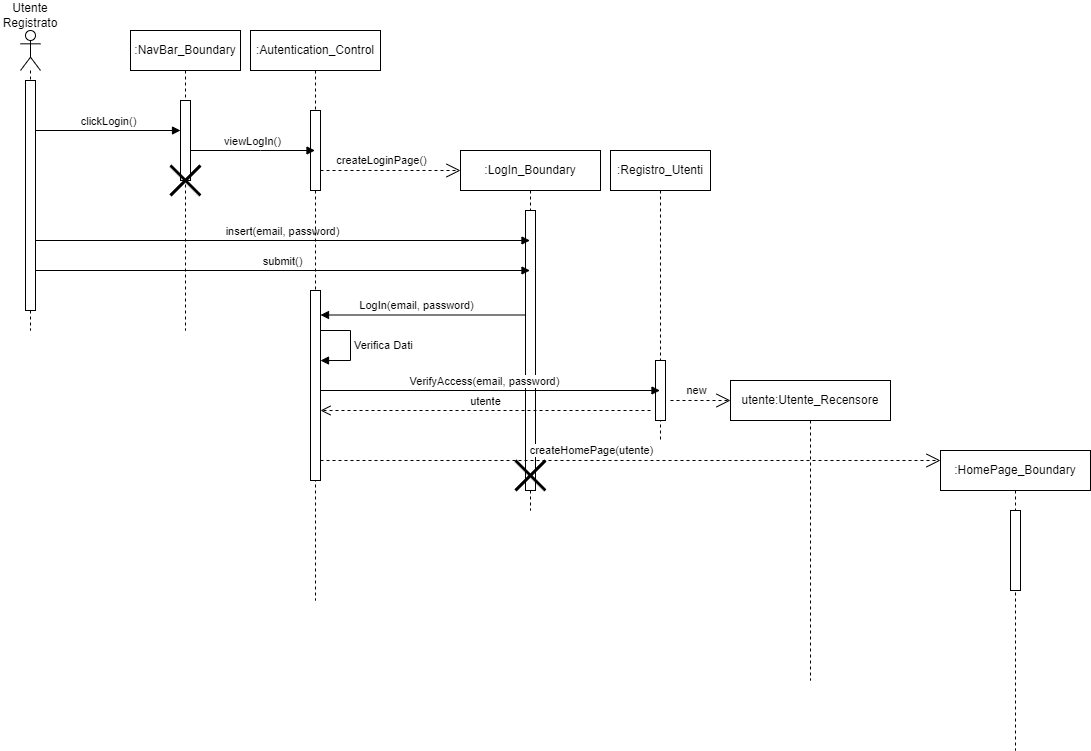 Utente
Registrato
:NavBar_Boundary
:Autentication_Control
clickLogin()
viewLogIn()
createLoginPage()
:LogIn_Boundary
:Registro_Utenti
insert(email, password)
submit()
LogIn(email, password)
Verifica Dati
VerifyAccess(email, password)
new
utente:Utente_Recensore
utente
createHomePage(utente)
:HomePage_Boundary